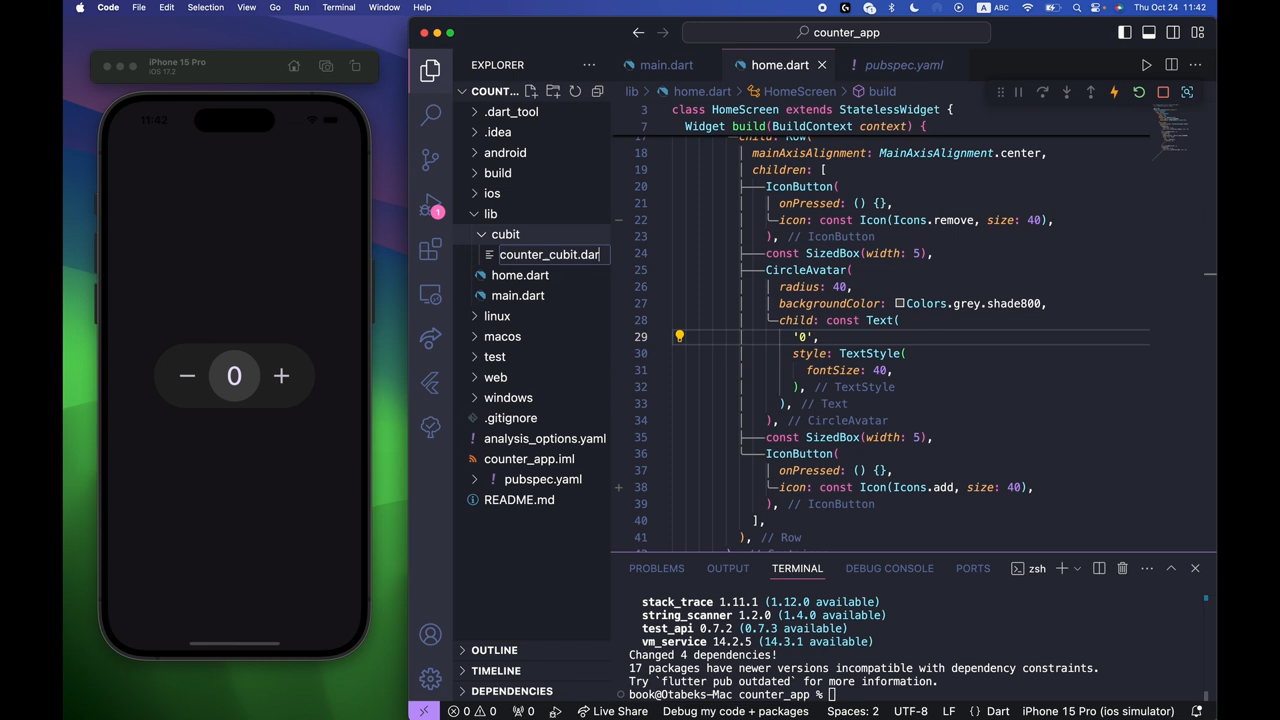 Code File Edit Selection View Go Run Terminal Window Help
A ABC
Thu Oct 24 11:42
iPhone 15 Pro
iOS 17.2
11:42
0
counter_app
EXPLORER
COUNT...
.dart_tool
.idea
android
build
ios
lib
cubit
counter_cubit.dar
home.dart
main.dart
linux
macos
test
web
windows
.gitignore
analysis_options.yaml
counter_app.iml
pubspec.yaml
README.md
OUTLINE
TIMELINE
DEPENDENCIES
1
main.dart home.dart pubspec.yaml
lib > home.dart > HomeScreen > build
3 class HomeScreen extends StatelessWidget {
7 Widget build(BuildContext context) {
child: Row(
18 mainAxisAlignment: MainAxisAlignment.center,
19 children: [
20 IconButton(
21 onPressed: () {},
22 icon: const Icon(Icons.remove, size: 40),
23 ), // IconButton
24 const SizedBox(width: 5),
25 CircleAvatar(
26 radius: 40,
27 backgroundColor: Colors.grey.shade800,
28 child: const Text(
29 '0',
30 style: TextStyle(
31 fontSize: 40,
32 ), // TextStyle
33 ), // Text
34 ), // CircleAvatar
35 const SizedBox(width: 5),
36 IconButton(
37 onPressed: () {},
38 icon: const Icon(Icons.add, size: 40),
39 ), // IconButton
40 ],
41 ), // Row
PROBLEMS OUTPUT TERMINAL DEBUG CONSOLE PORTS zsh
stack_trace 1.11.1 (1.12.0 available)
string_scanner 1.2.0 (1.4.0 available)
test_api 0.7.2 (0.7.3 available)
vm_service 14.2.5 (14.3.1 available)
Changed 4 dependencies!
17 packages have newer versions incompatible with dependency constraints.
Try `flutter pub outdated` for more information.
book@Otabeks-Mac counter_app %
0 0 0 Live Share Debug my code + packages Spaces: 2 UTF-8 LF {} Dart iPhone 15 Pro (ios simulator)